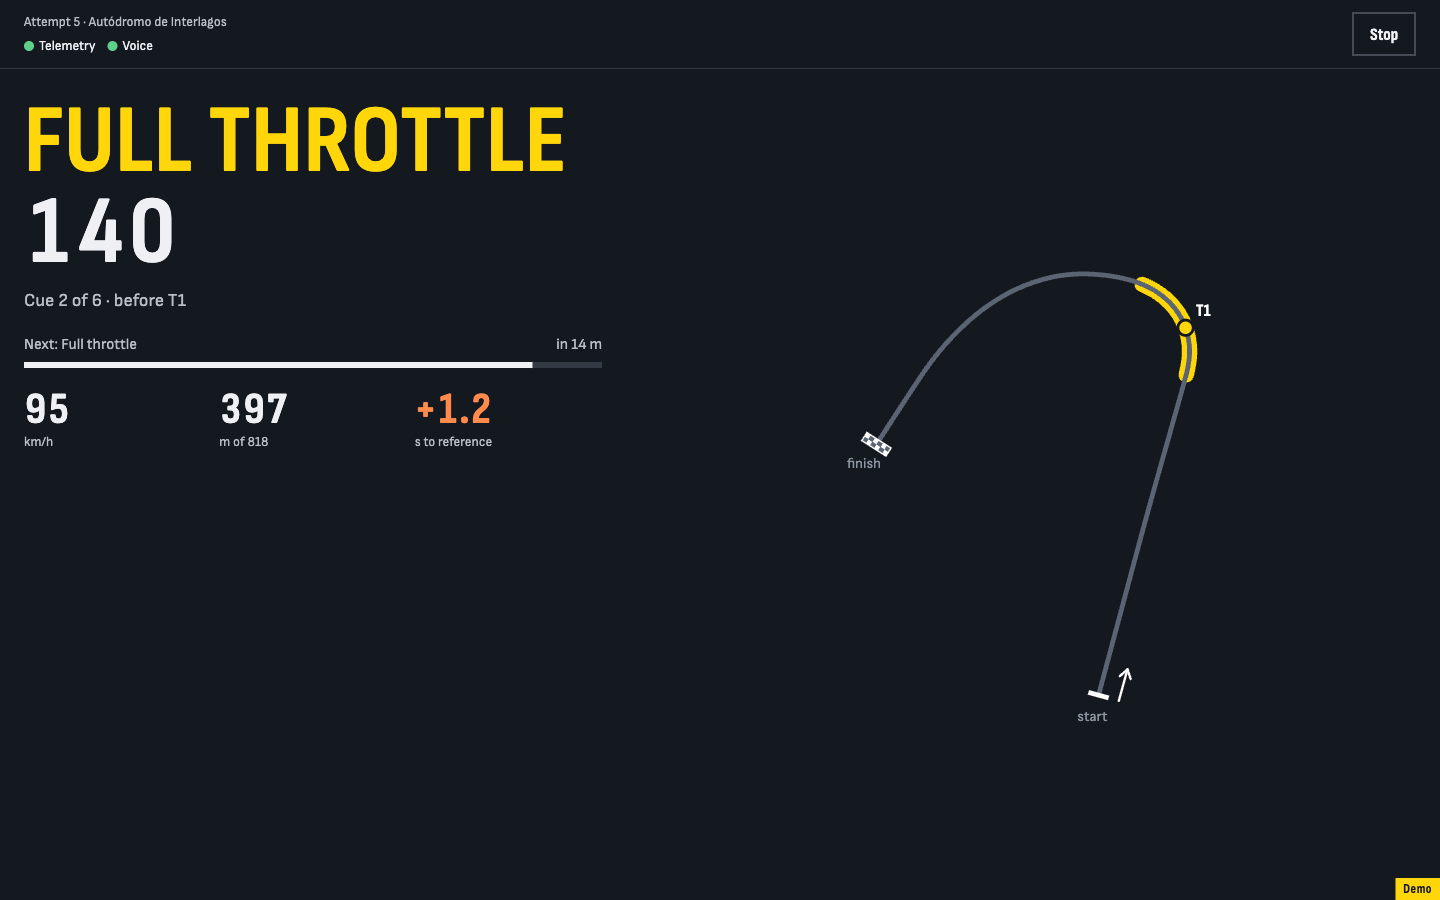 Attempt 5 · Autódromo de Interlagos
Telemetry Voice
Stop
FULL THROTTLE
140
Cue 2 of 6 · before T1
Next: Full throttle in 14 m
95 397 +1.2
km/h m of 818 s to reference
T1
finish
start
Demo